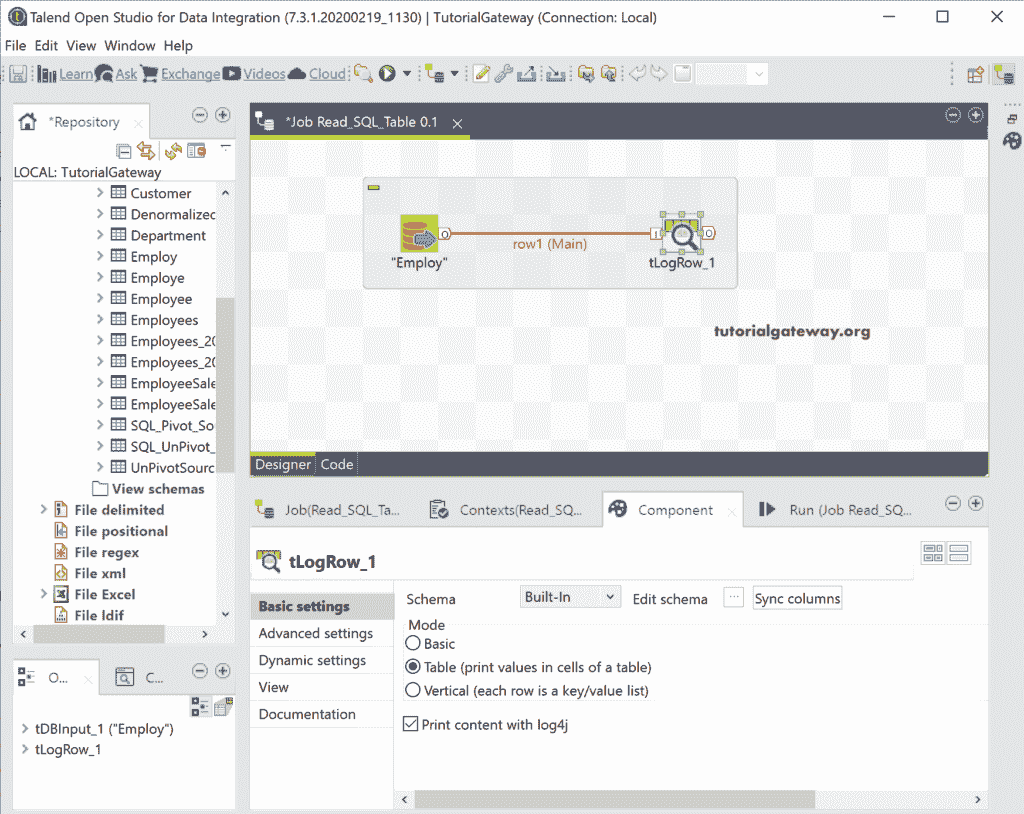 Talend Open Studio for Data Integration (7.3.1.20200219_1130) | TutorialGateway (Connection: Local)
File Edit View Window Help
Learn Ask Exchange Videos Cloud
*Repository
LOCAL: TutorialGateway
Customer
Denormalized
Department
Employ
Employe
Employee
Employees
Employees_20
Employees_20
EmployeeSale
EmployeeSale
SQL_Pivot_So
SQL_UnPivot_
UnPivotSourc
View schemas
File delimited
File positional
File regex
File xml
File Excel
File ldif
O...
C...
tDBInput_1 ("Employ")
tLogRow_1
*Job Read_SQL_Table 0.1
O
row1 (Main)
I
O
"Employ"
tLogRow_1
tutorialgateway.org
Designer Code
Job(Read_SQL_Ta...
Contexts(Read_SQ...
Component
Run (Job Read_SQ...
tLogRow_1
Basic settings
Advanced settings
Dynamic settings
View
Documentation
Schema Built-In Edit schema ... Sync columns
Mode
Basic
Table (print values in cells of a table)
Vertical (each row is a key/value list)
Print content with log4j